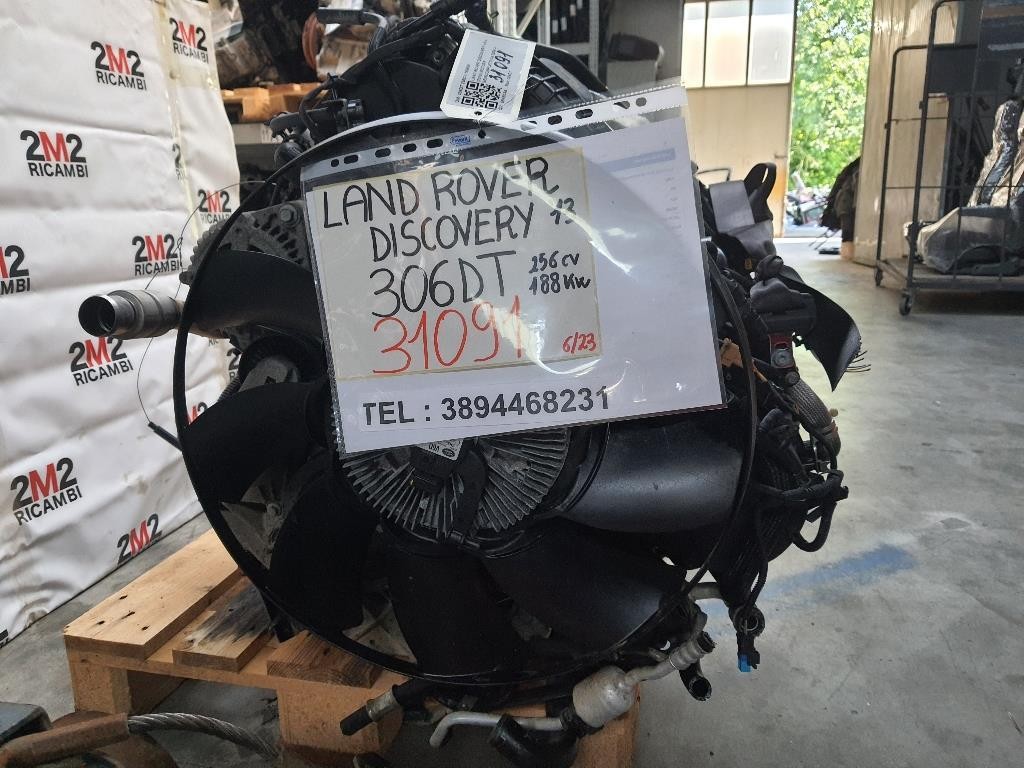 2M2
RICAMBI
2M2
RICAMBI
2M2
RICAMBI
2M2
RICAMBI
2M2
RICAMBI
2M2
2M2
RICAMBI
2M2
RICAMBI
2M2
LAND ROVER
DISCOVERY 13
306DT 256 CV
188 KW
31091 6/23
TEL : 3894468231